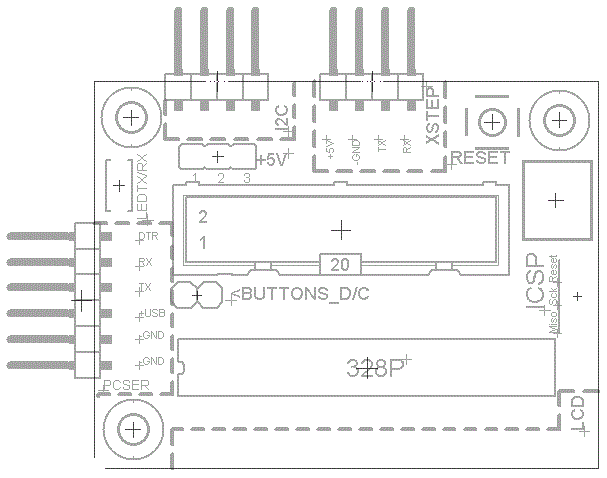 I2C
XSTEP
+5V
-GND
TX
RX
RESET
+5V
1 2 3
LEDTX/RX
2
1
20
DTR
RX
TX
+USB
GND
GND
PCSER
<BUTTONS_D/C
ICSP
Miso Sck Reset
328P
LCD